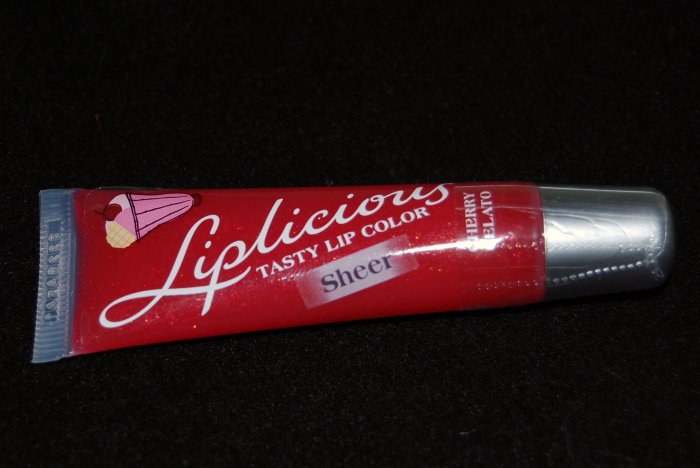 Liplicious
TASTY LIP COLOR
Sheer
CHERRY
GELATO